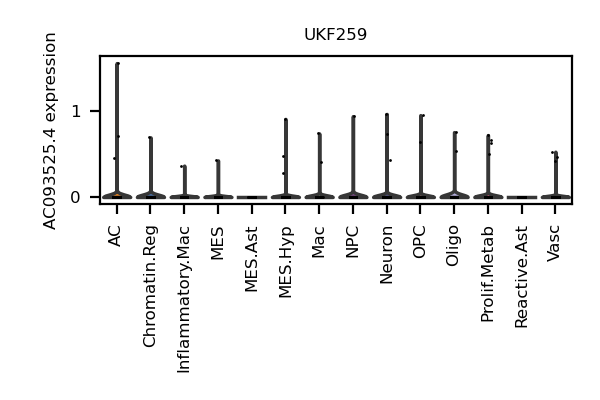 UKF259
AC093525.4 expression
1
0
AC
Chromatin.Reg
Inflammatory.Mac
MES
MES.Ast
MES.Hyp
Mac
NPC
Neuron
OPC
Oligo
Prolif.Metab
Reactive.Ast
Vasc